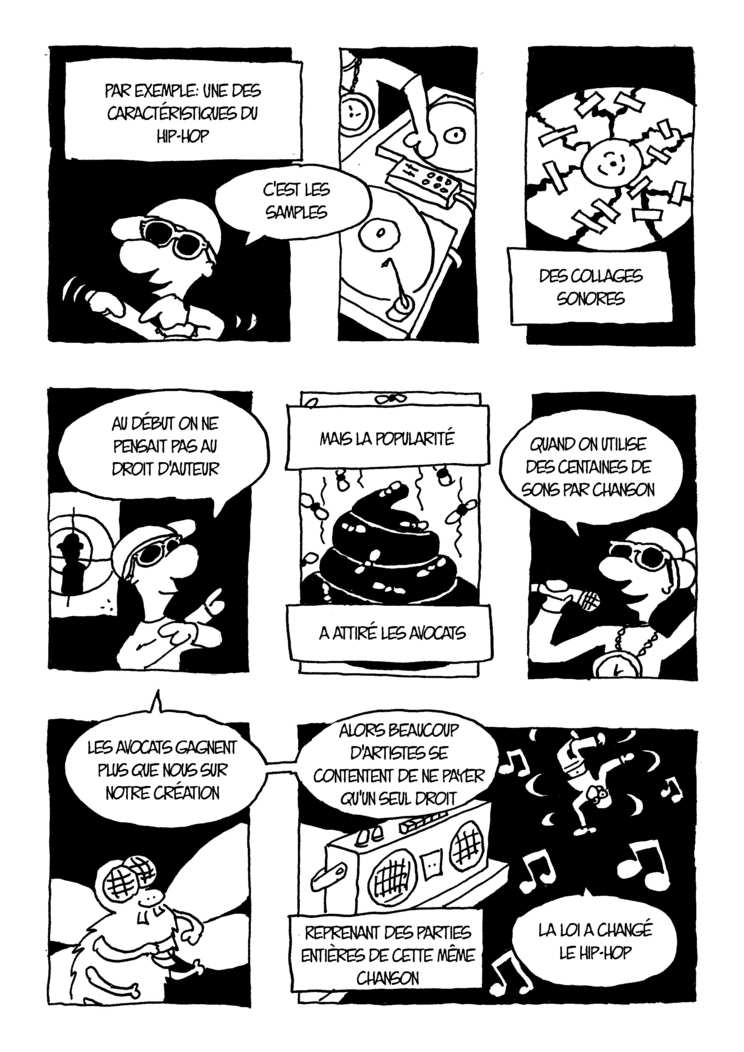 PAR EXEMPLE: UNE DES
CARACTÉRISTIQUES DU
HIP-HOP
C'EST LES
SAMPLES
DES COLLAGES
SONORES
AU DÉBUT ON NE
PENSAIT PAS AU
DROIT D'AUTEUR
MAIS LA POPULARITÉ
A ATTIRÉ LES AVOCATS
QUAND ON UTILISE
DES CENTAINES DE
SONS PAR CHANSON
LES AVOCATS GAGNENT
PLUS QUE NOUS SUR
NOTRE CRÉATION
ALORS BEAUCOUP
D'ARTISTES SE
CONTENTENT DE NE PAYER
QU'UN SEUL DROIT
REPRENANT DES PARTIES
ENTIÈRES DE CETTE MÊME
CHANSON
LA LOI A CHANGÉ
LE HIP-HOP